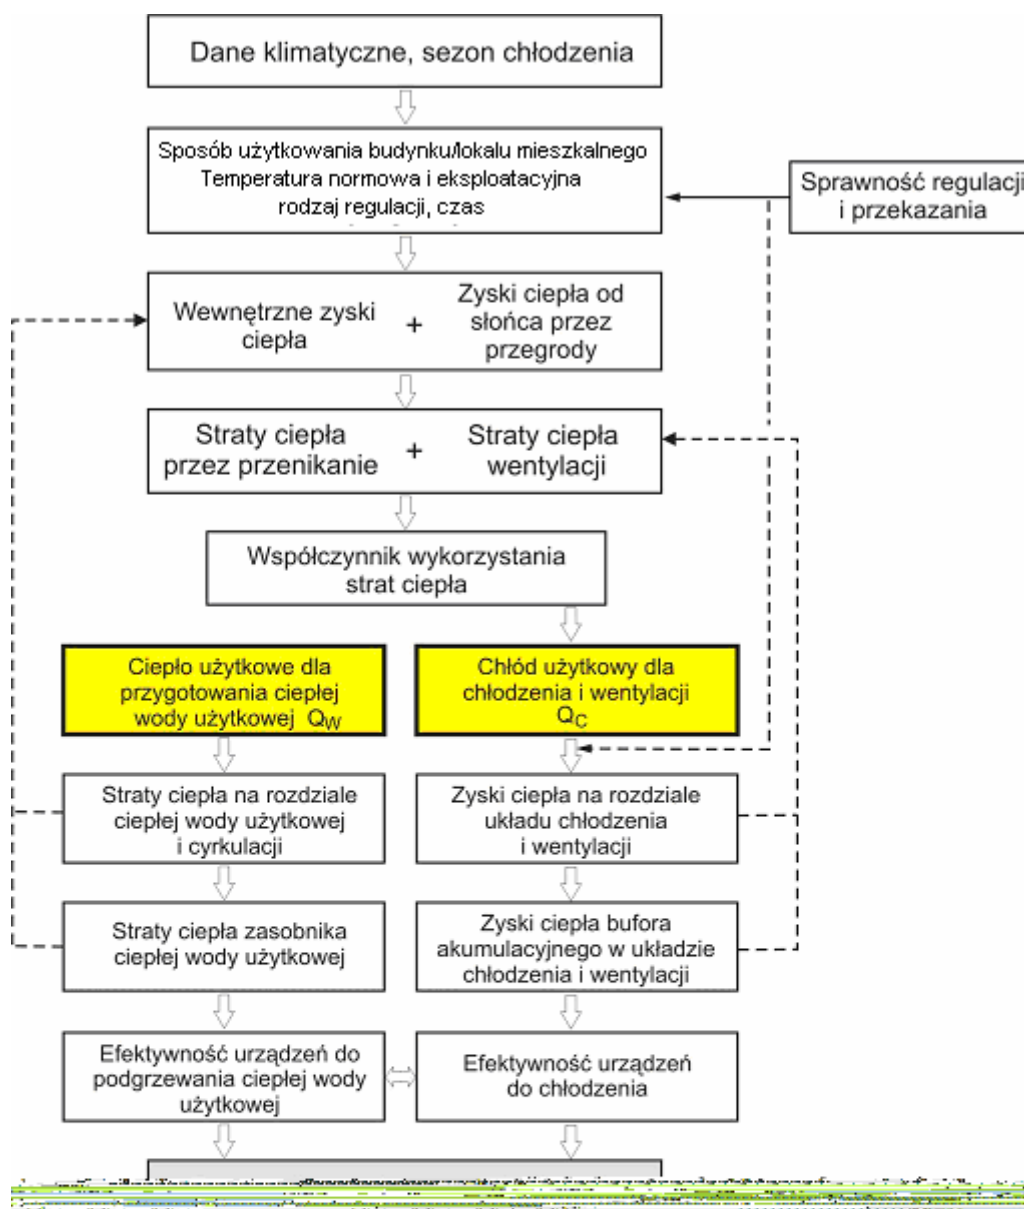 Dane klimatyczne, sezon chłodzenia
Sposób użytkowania budynku/lokalu mieszkalnego
Temperatura normowa i eksploatacyjna
rodzaj regulacji, czas
Sprawność regulacji
i przekazania
Wewnętrzne zyski
ciepła
+
Zyski ciepła od
słońca przez
przegrody
Straty ciepła
przez przenikanie
+
Straty ciepła
wentylacji
Współczynnik wykorzystania
strat ciepła
Ciepło użytkowe dla
przygotowania ciepłej
wody użytkowej QW
Chłód użytkowy dla
chłodzenia i wentylacji
QC
Straty ciepła na rozdziale
ciepłej wody użytkowej
i cyrkulacji
Zyski ciepła na rozdziale
układu chłodzenia
i wentylacji
Straty ciepła zasobnika
ciepłej wody użytkowej
Zyski ciepła bufora
akumulacyjnego w układzie
chłodzenia i wentylacji
Efektywność urządzeń do
podgrzewania ciepłej wody
użytkowej
Efektywność urządzeń
do chłodzenia